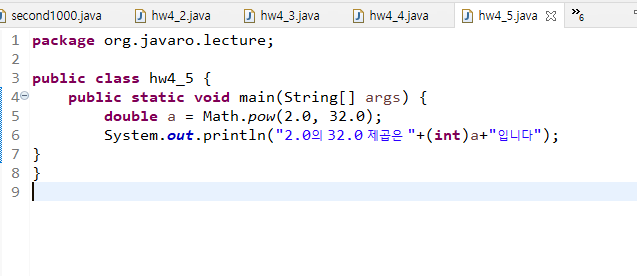 second1000.java hw4_2.java hw4_3.java hw4_4.java hw4_5.java »6
1 package org.javaro.lecture;
2
3 public class hw4_5 {
4 public static void main(String[] args) {
5 double a = Math.pow(2.0, 32.0);
6 System.out.println("2.0의 32.0 제곱은 "+(int)a+"입니다");
7 }
8 }
9